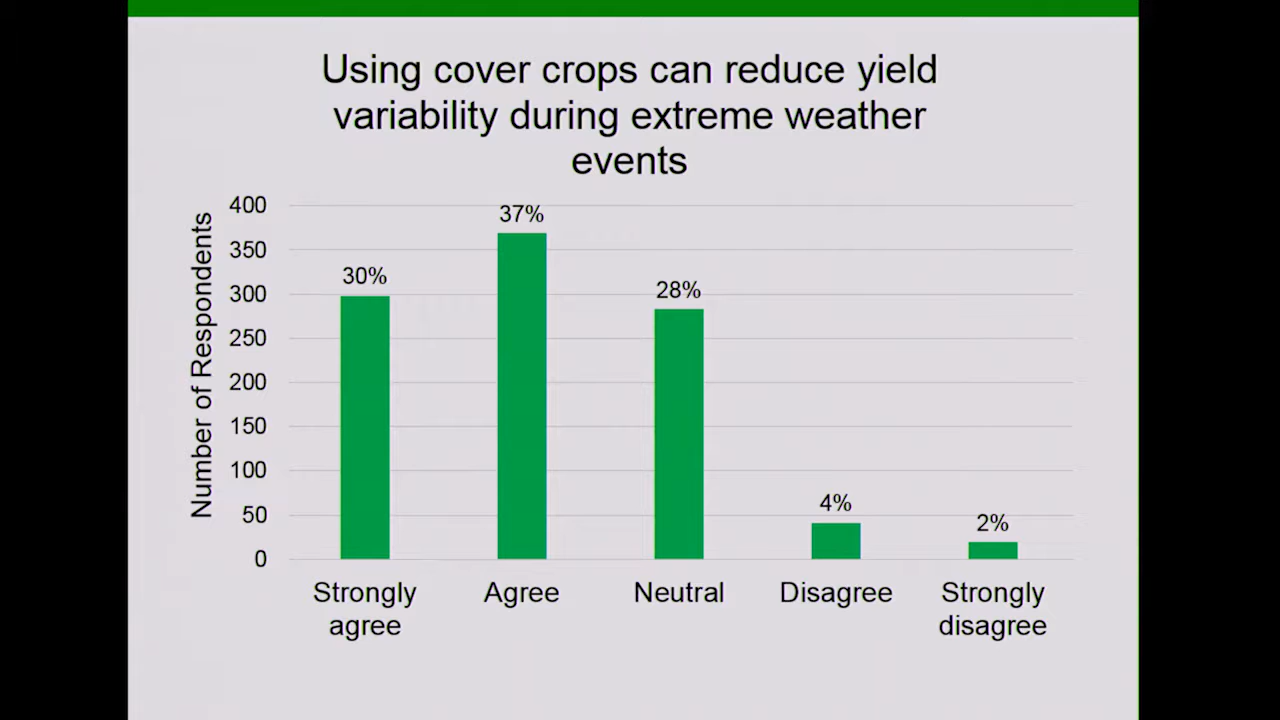 Using cover crops can reduce yield
variability during extreme weather
events
Number of Respondents
400
350
300
250
200
150
100
50
0
30%
37%
28%
4%
2%
Strongly
agree
Agree
Neutral
Disagree
Strongly
disagree